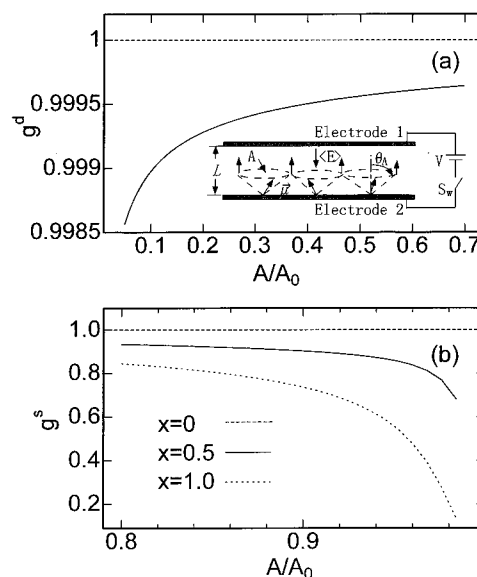 (a)
1
0.9995
0.999
0.9985
g^d
Electrode 1
A
<E>
θ_A
V
L
μ⃗
S_w
Electrode 2
0.1 0.2 0.3 0.4 0.5 0.6 0.7
A/A_0
(b)
1.0
0.8
0.6
0.4
0.2
g^s
x=0
x=0.5
x=1.0
0.8 0.9
A/A_0